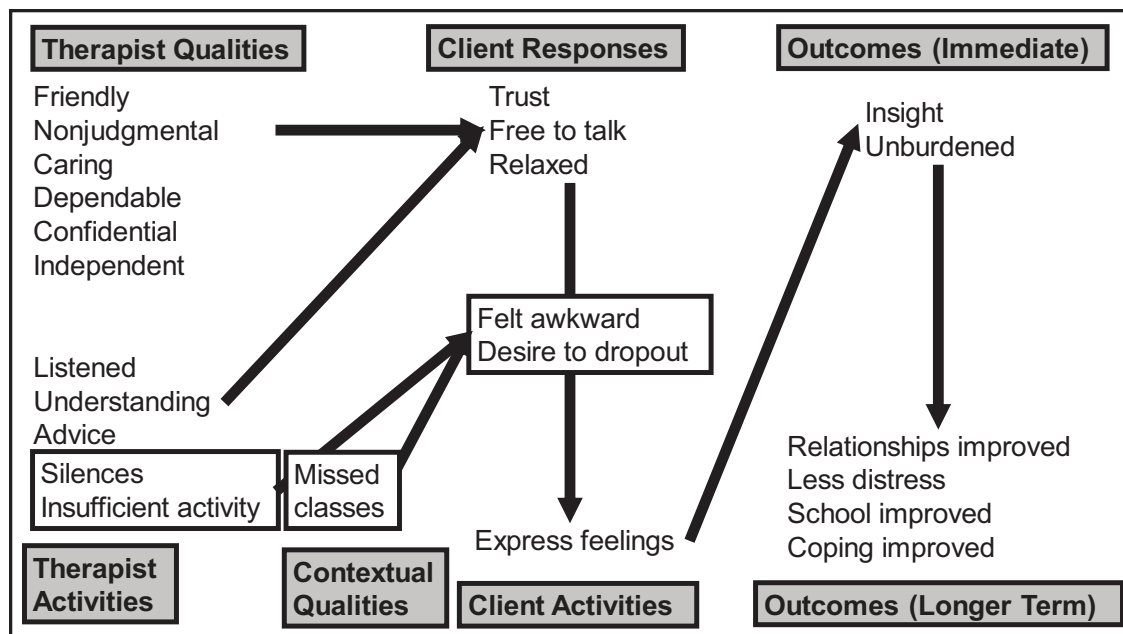 Therapist Qualities
Friendly
Nonjudgmental
Caring
Dependable
Confidential
Independent
Listened
Understanding
Advice
Silences
Insufficient activity
Therapist
Activities
Missed
classes
Contextual
Qualities
Client Responses
Trust
Free to talk
Relaxed
Felt awkward
Desire to dropout
Express feelings
Client Activities
Outcomes (Immediate)
Insight
Unburdened
Relationships improved
Less distress
School improved
Coping improved
Outcomes (Longer Term)